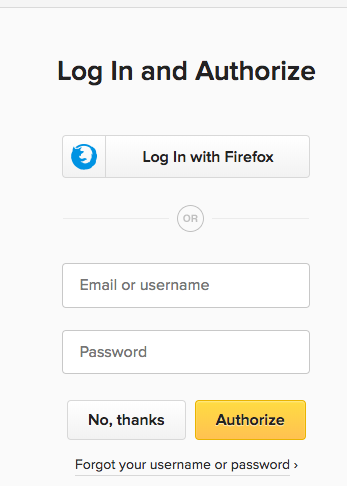 Log In and Authorize
Log In with Firefox
OR
Email or username
Password
No, thanks
Authorize
Forgot your username or password ›